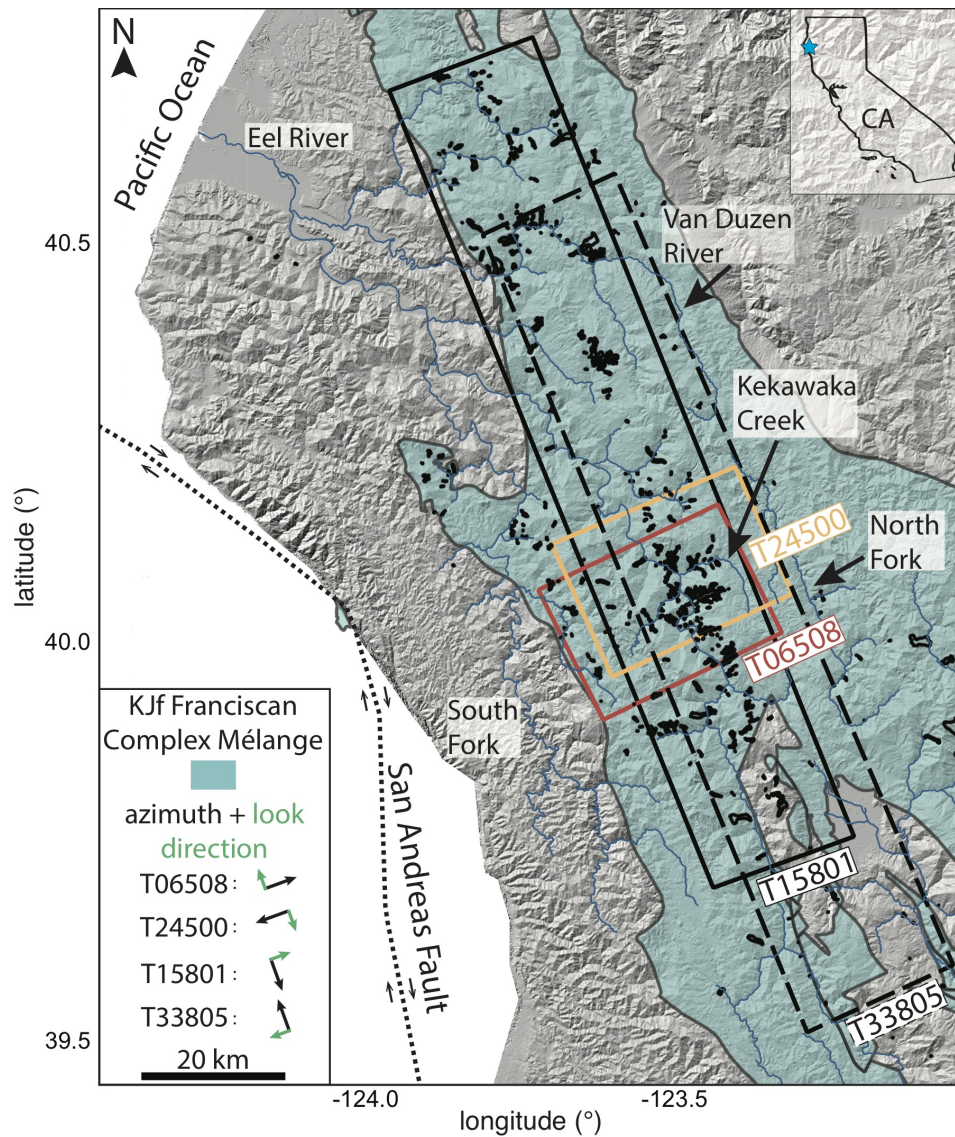 N
Pacific Ocean
Eel River
CA
Van Duzen
River
Kekawaka
Creek
T24500
North
Fork
T06508
South
Fork
San Andreas Fault
T15801
T33805
KJf Franciscan
Complex Mélange
azimuth + look
direction
T06508:
T24500:
T15801:
T33805:
20 km
40.5
40.0
39.5
latitude (°)
-124.0
-123.5
longitude (°)